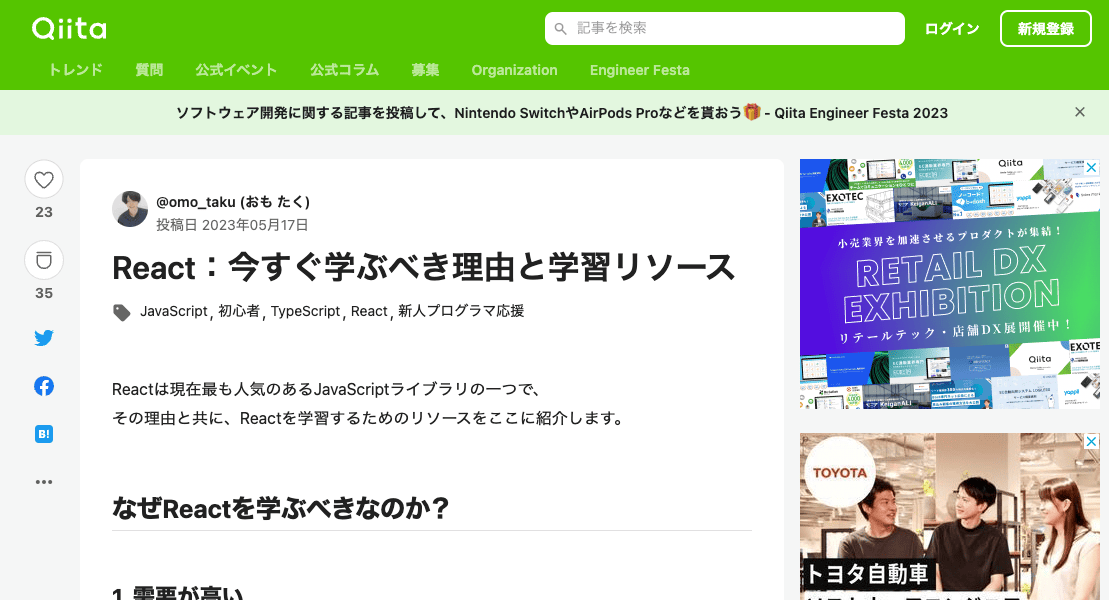 Qiita
記事を検索
ログイン
新規登録
トレンド
質問
公式イベント
公式コラム
募集
Organization
Engineer Festa
ソフトウェア開発に関する記事を投稿して、Nintendo SwitchやAirPods Proなどを貰おう🎁 - Qiita Engineer Festa 2023
23
35
B!
@omo_taku (おも たく)
投稿日 2023年05月17日
React：今すぐ学ぶべき理由と学習リソース
JavaScript, 初心者, TypeScript, React, 新人プログラマ応援
Reactは現在最も人気のあるJavaScriptライブラリの一つで、
その理由と共に、Reactを学習するためのリソースをここに紹介します。
なぜReactを学ぶべきなのか？
1. 需要が高い
Qiita
EXOTEC
KeiganALI
小売業界を加速させるプロダクトが集結！
RETAIL DX
EXHIBITION
リテールテック・店舗DX展開催中！
Qiita
EXOTEC
KeiganALI
yappli
TOYOTA
トヨタ自動車